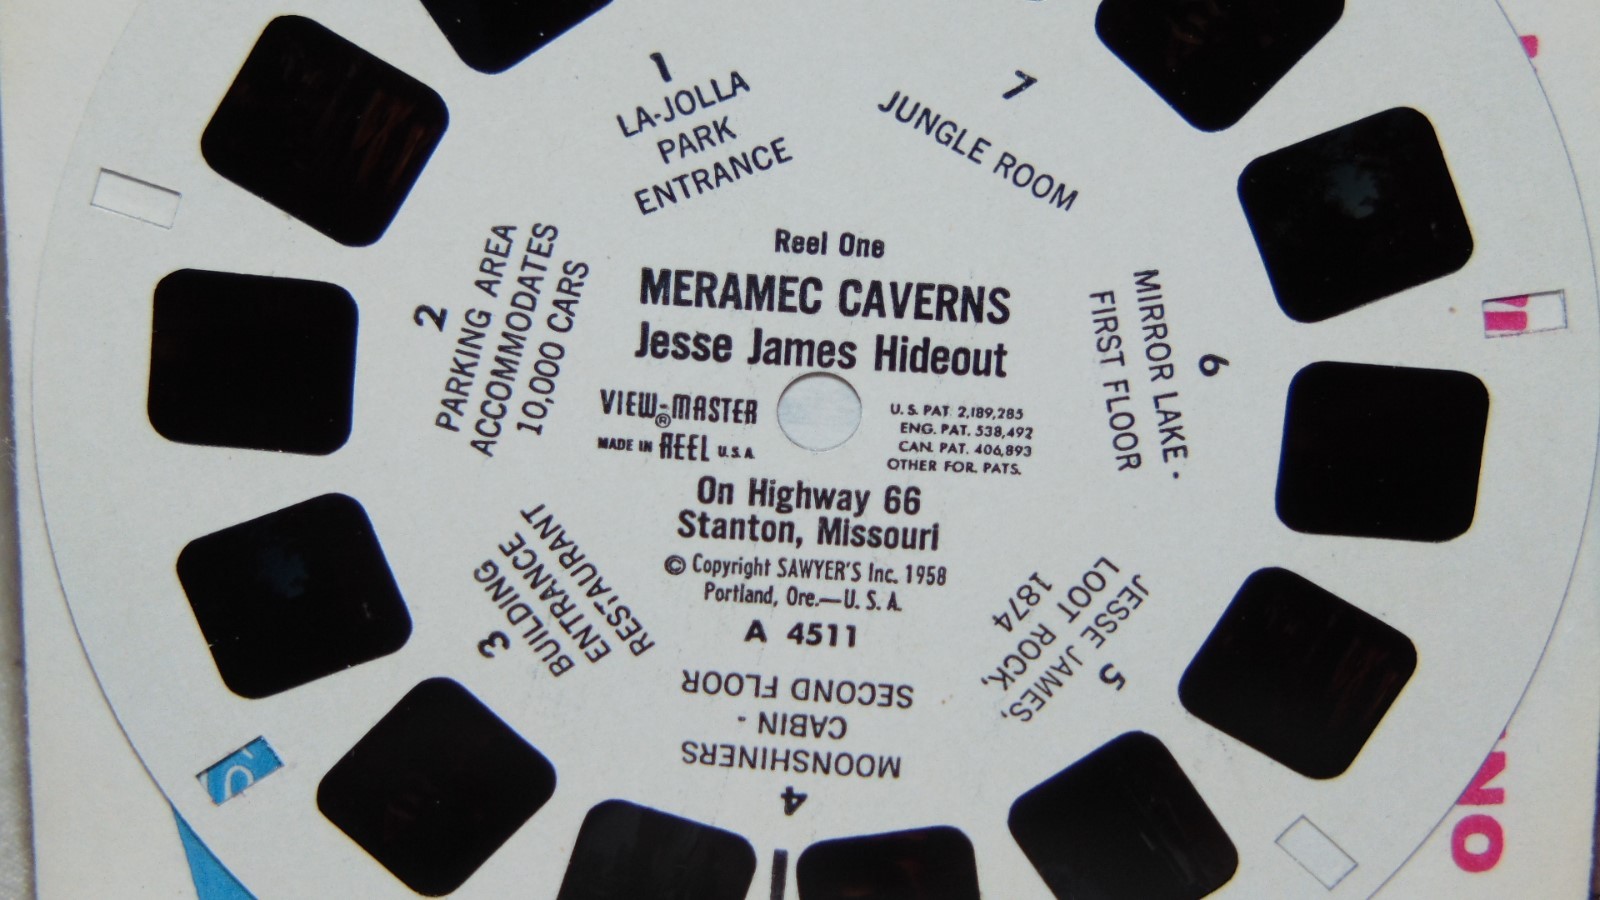 Reel One
MERAMEC CAVERNS
Jesse James Hideout
VIEW-MASTER
®
MADE IN REEL U.S.A.
U.S. PAT. 2,189,285
ENG. PAT. 538,492
CAN. PAT. 406,893
OTHER FOR. PATS.
On Highway 66
Stanton, Missouri
© Copyright SAWYER'S Inc. 1958
Portland, Ore.—U. S. A.
A 4511
1
LA-JOLLA
PARK
ENTRANCE
2
PARKING AREA
ACCOMMODATES
10,000 CARS
3
BUILDING
ENTRANCE
RESTAURANT
4
MOONSHINERS
CABIN -
SECOND FLOOR
5
JESSE JAMES,
LOOT ROCK,
1874
6
MIRROR LAKE -
FIRST FLOOR
7
JUNGLE ROOM